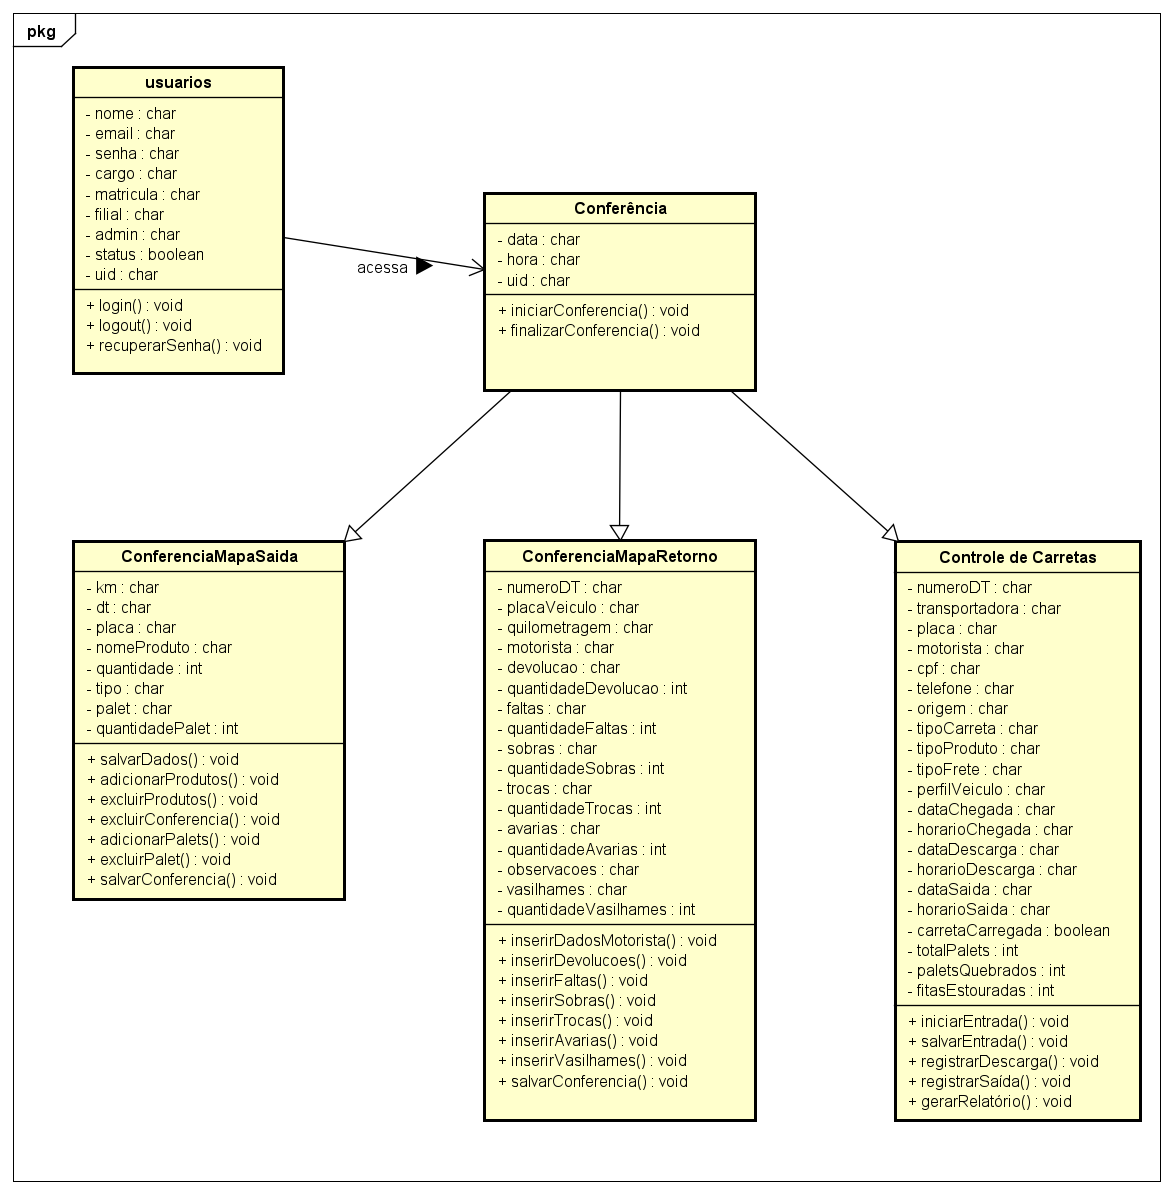 pkg
usuarios
- nome : char
- email : char
- senha : char
- cargo : char
- matricula : char
- filial : char
- admin : char
- status : boolean
- uid : char
+ login() : void
+ logout() : void
+ recuperarSenha() : void
acessa
Conferência
- data : char
- hora : char
- uid : char
+ iniciarConferencia() : void
+ finalizarConferencia() : void
ConferenciaMapaSaida
- km : char
- dt : char
- placa : char
- nomeProduto : char
- quantidade : int
- tipo : char
- palet : char
- quantidadePalet : int
+ salvarDados() : void
+ adicionarProdutos() : void
+ excluirProdutos() : void
+ excluirConferencia() : void
+ adicionarPalets() : void
+ excluirPalet() : void
+ salvarConferencia() : void
ConferenciaMapaRetorno
- numeroDT : char
- placaVeiculo : char
- quilometragem : char
- motorista : char
- devolucao : char
- quantidadeDevolucao : int
- faltas : char
- quantidadeFaltas : int
- sobras : char
- quantidadeSobras : int
- trocas : char
- quantidadeTrocas : int
- avarias : char
- quantidadeAvarias : int
- observacoes : char
- vasilhames : char
- quantidadeVasilhames : int
+ inserirDadosMotorista() : void
+ inserirDevolucoes() : void
+ inserirFaltas() : void
+ inserirSobras() : void
+ inserirTrocas() : void
+ inserirAvarias() : void
+ inserirVasilhames() : void
+ salvarConferencia() : void
Controle de Carretas
- numeroDT : char
- transportadora : char
- placa : char
- motorista : char
- cpf : char
- telefone : char
- origem : char
- tipoCarreta : char
- tipoProduto : char
- tipoFrete : char
- perfilVeiculo : char
- dataChegada : char
- horarioChegada : char
- dataDescarga : char
- horarioDescarga : char
- dataSaida : char
- horarioSaida : char
- carretaCarregada : boolean
- totalPalets : int
- paletsQuebrados : int
- fitasEstouradas : int
+ iniciarEntrada() : void
+ salvarEntrada() : void
+ registrarDescarga() : void
+ registrarSaída() : void
+ gerarRelatório() : void